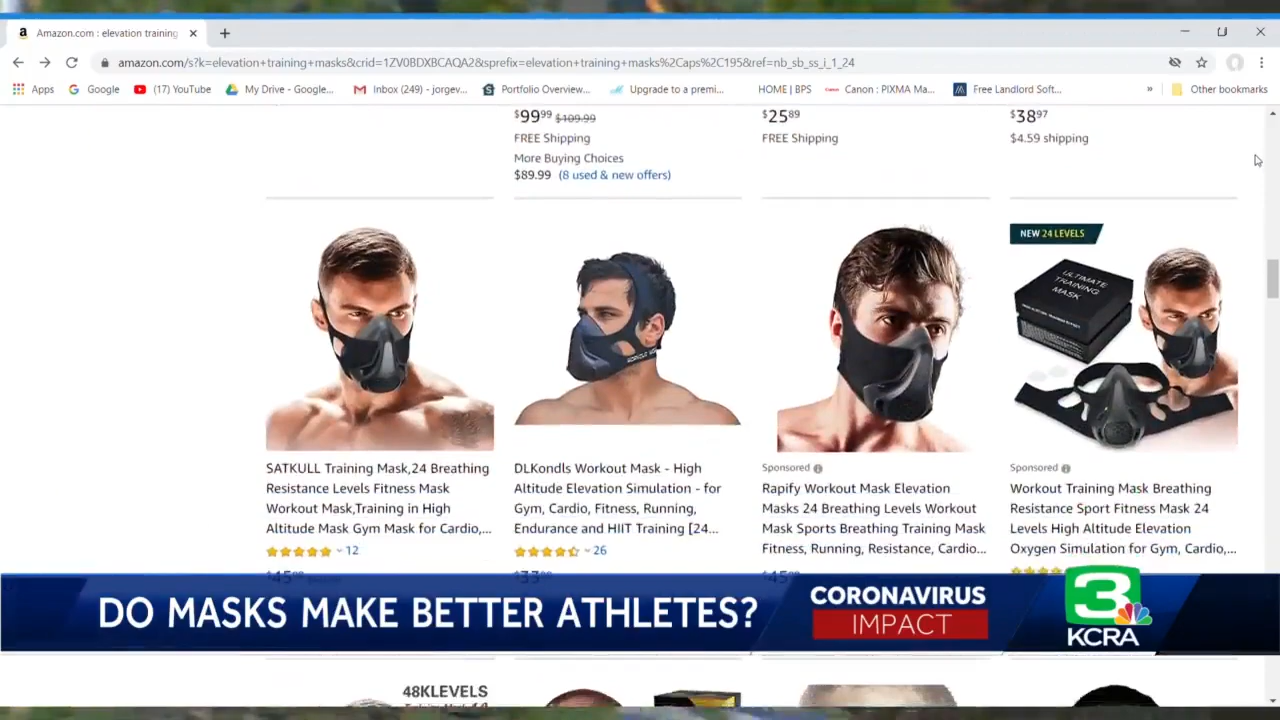 Amazon.com : elevation training
amazon.com/s?k=elevation+training+masks&crid=1ZV0BDXBCAQA2&sprefix=elevation+training+masks%2Caps%2C195&ref=nb_sb_ss_i_1_24
Apps
Google
(17) YouTube
My Drive - Google...
Inbox (249) - jorgev...
Portfolio Overview...
Upgrade to a premi...
HOME | BPS
Canon : PIXMA Ma...
Free Landlord Soft...
»
Other bookmarks
$99⁹⁹ $109.99
FREE Shipping
More Buying Choices
$89.99 (8 used & new offers)
$25⁸⁹
FREE Shipping
$38⁹⁷
$4.59 shipping
SATKULL Training Mask,24 Breathing
Resistance Levels Fitness Mask
Workout Mask,Training in High
Altitude Mask Gym Mask for Cardio,...
12
WORKOUT
DLKondls Workout Mask - High
Altitude Elevation Simulation - for
Gym, Cardio, Fitness, Running,
Endurance and HIIT Training [24...
26
Sponsored
Rapify Workout Mask Elevation
Masks 24 Breathing Levels Workout
Mask Sports Breathing Training Mask
Fitness, Running, Resistance, Cardio...
NEW 24 LEVELS
ULTIMATE
TRAINING
MASK
Sponsored
Workout Training Mask Breathing
Resistance Sport Fitness Mask 24
Levels High Altitude Elevation
Oxygen Simulation for Gym, Cardio,...
DO MASKS MAKE BETTER ATHLETES?
CORONAVIRUS
IMPACT
3
KCRA
48KLEVELS